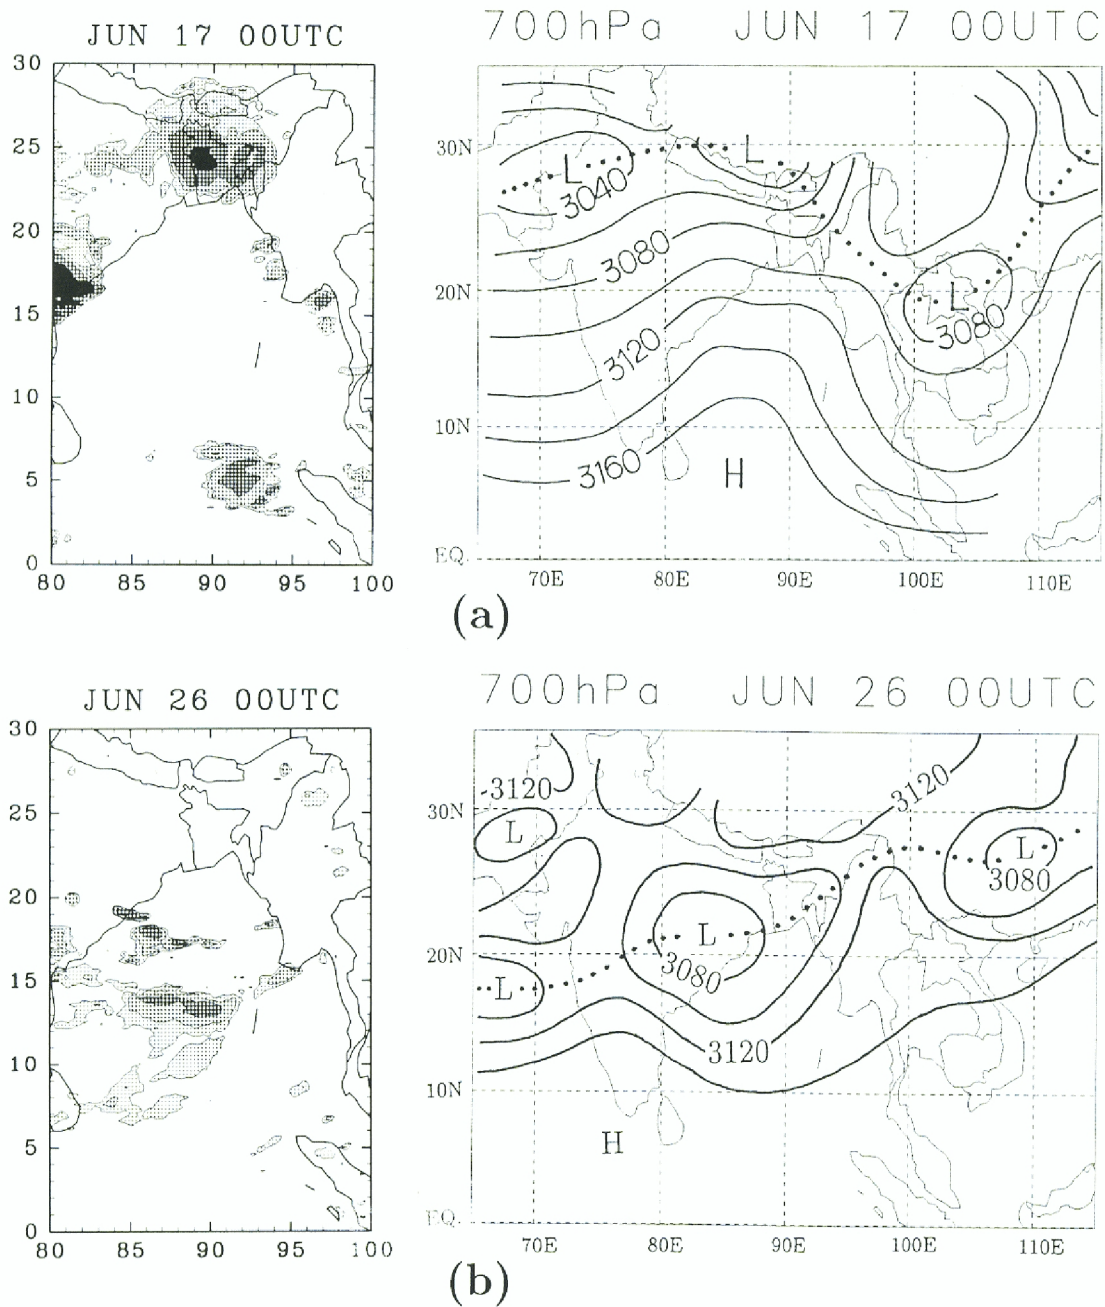 JUN 17 00UTC
700hPa JUN 17 00UTC
30
25
20
15
10
5
0
80 85 90 95 100
30N
20N
10N
EQ.
70E 80E 90E 100E 110E
L
L
L
3040
3080
3080
3120
3160
H
(a)
JUN 26 00UTC
700hPa JUN 26 00UTC
30
25
20
15
10
5
0
80 85 90 95 100
30N
20N
10N
EQ.
70E 80E 90E 100E 110E
-3120
3120
L
L
3080
L
3080
L
3120
H
(b)